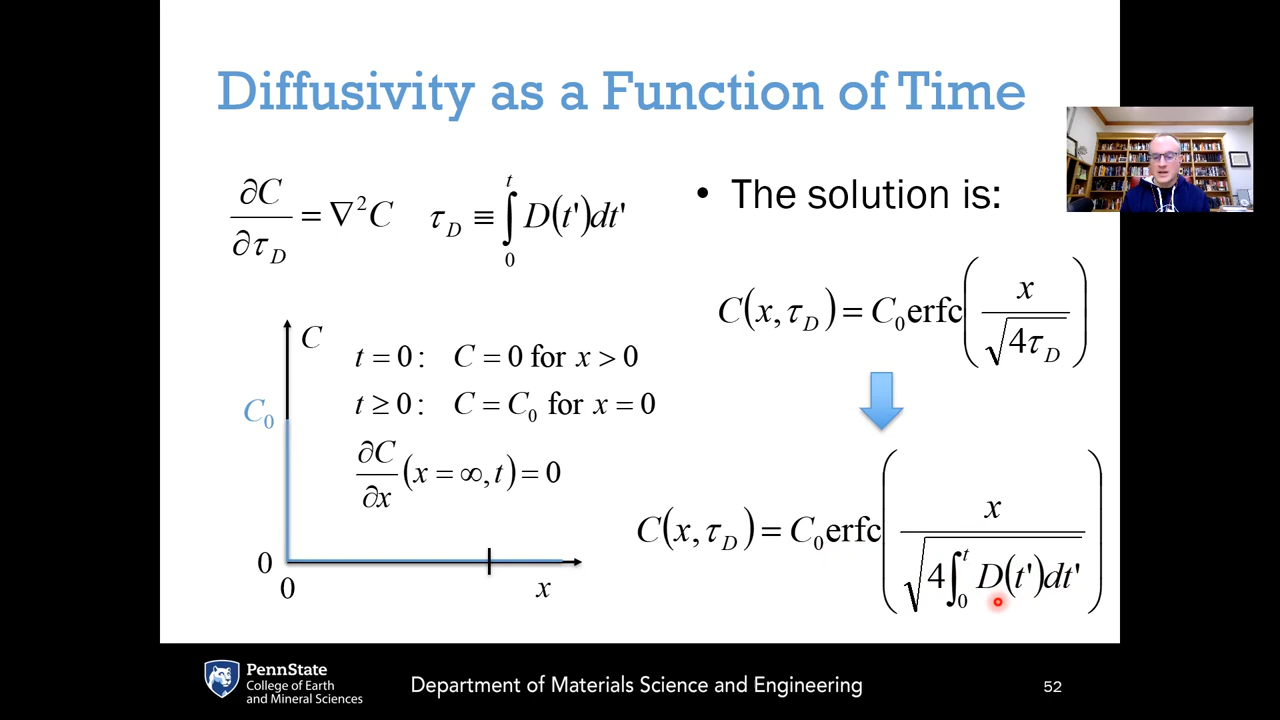 Diffusivity as a Function of Time
∂C/∂τ_D = ∇²C   τ_D ≡ ∫₀ᵗ D(t')dt'
• The solution is:
C(x, τ_D) = C₀erfc(x/√(4τ_D))
C
t = 0 :   C = 0 for x > 0
t ≥ 0 :   C = C₀ for x = 0
C₀
∂C/∂x (x = ∞, t) = 0
C(x, τ_D) = C₀erfc(x/√(4∫₀ᵗ D(t')dt'))
0
0
x
PennState
College of Earth
and Mineral Sciences
Department of Materials Science and Engineering
52